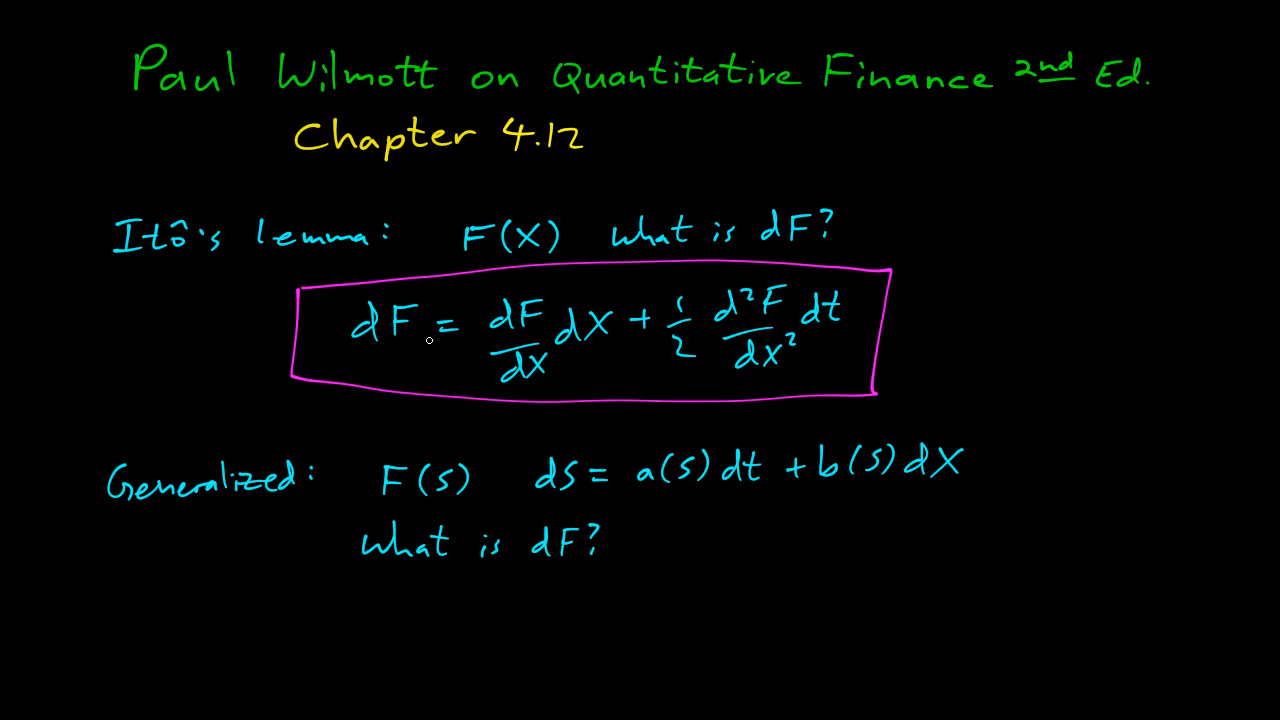 Paul Wilmott on Quantitative Finance 2nd Ed.
Chapter 4.12
Itô's lemma: F(X) what is dF?
dF = dF/dX dX + 1/2 d²F/dX² dt
Generalized: F(S) dS = a(S)dt + b(S)dX
what is dF?